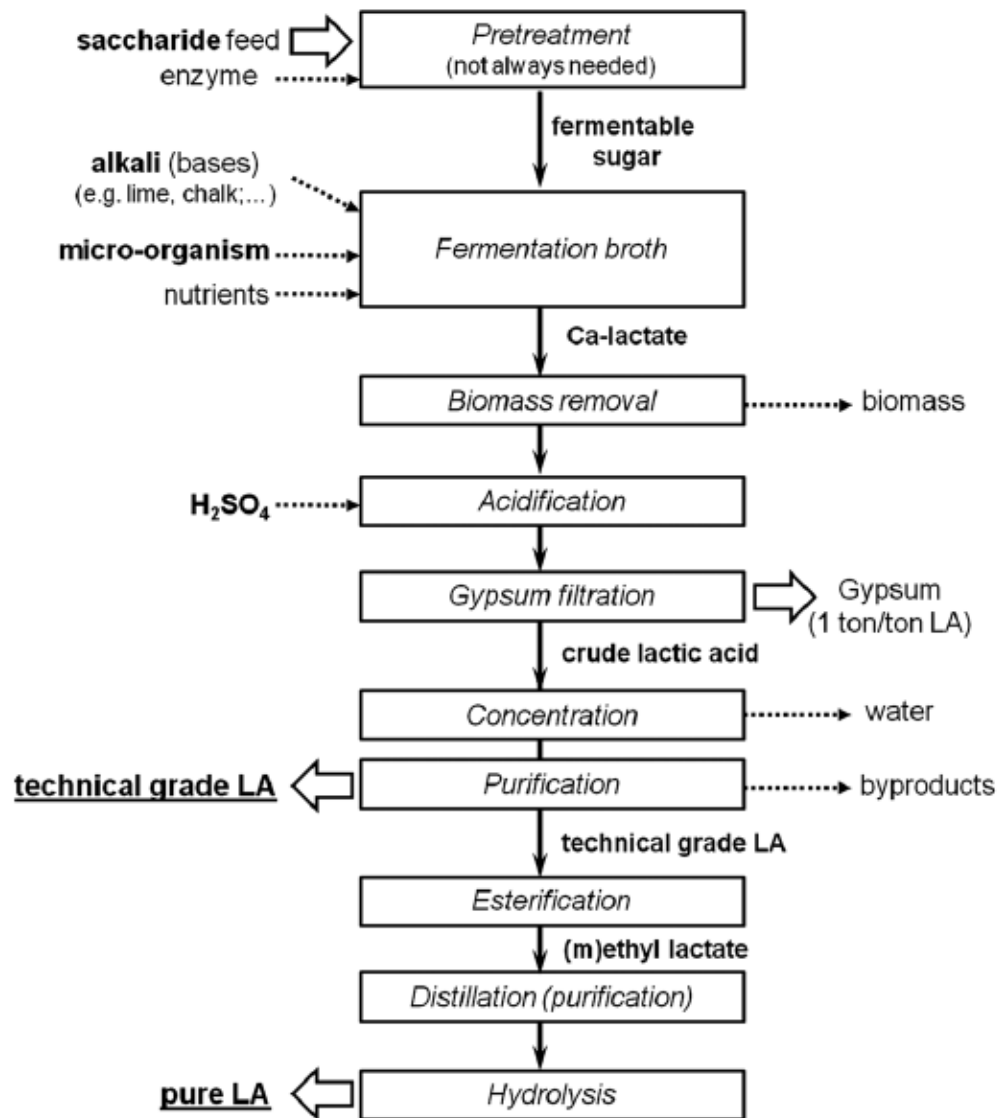 saccharide feed
enzyme
Pretreatment
(not always needed)
fermentable
sugar
alkali (bases)
(e.g. lime, chalk;...)
micro-organism
nutrients
Fermentation broth
Ca-lactate
Biomass removal
biomass
H₂SO₄
Acidification
Gypsum filtration
Gypsum
(1 ton/ton LA)
crude lactic acid
Concentration
water
technical grade LA
Purification
byproducts
technical grade LA
Esterification
(m)ethyl lactate
Distillation (purification)
pure LA
Hydrolysis